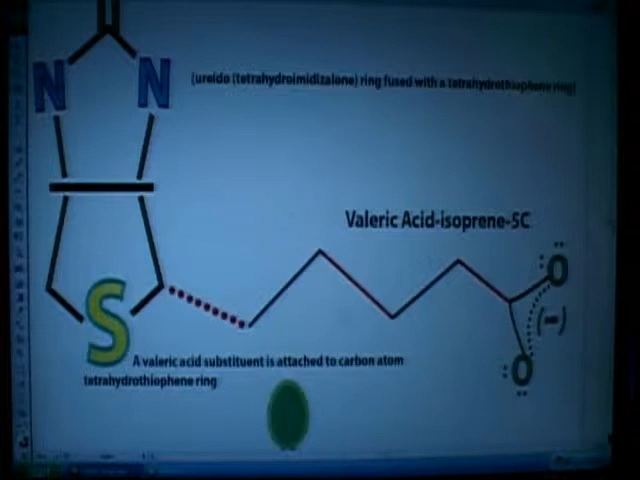 N N
(ureido (tetrahydroimidizalone) ring fused with a tetrahydrothiophene ring)
Valeric Acid-isoprene-5C
O
(-)
S
O
A valeric acid substituent is attached to carbon atom
tetrahydrothiophene ring